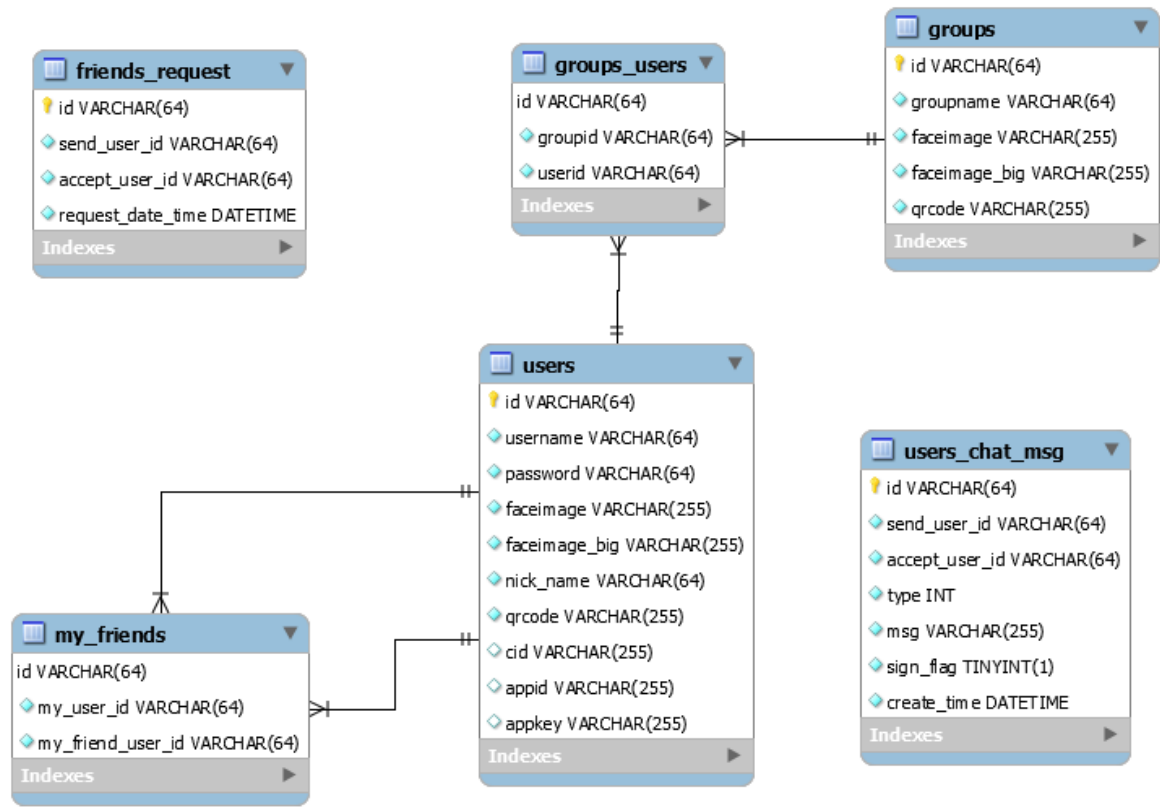 friends_request
id VARCHAR(64)
send_user_id VARCHAR(64)
accept_user_id VARCHAR(64)
request_date_time DATETIME
Indexes
groups_users
id VARCHAR(64)
groupid VARCHAR(64)
userid VARCHAR(64)
Indexes
groups
id VARCHAR(64)
groupname VARCHAR(64)
faceimage VARCHAR(255)
faceimage_big VARCHAR(255)
qrcode VARCHAR(255)
Indexes
users
id VARCHAR(64)
username VARCHAR(64)
password VARCHAR(64)
faceimage VARCHAR(255)
faceimage_big VARCHAR(255)
nick_name VARCHAR(64)
qrcode VARCHAR(255)
cid VARCHAR(255)
appid VARCHAR(255)
appkey VARCHAR(255)
Indexes
users_chat_msg
id VARCHAR(64)
send_user_id VARCHAR(64)
accept_user_id VARCHAR(64)
type INT
msg VARCHAR(255)
sign_flag TINYINT(1)
create_time DATETIME
Indexes
my_friends
id VARCHAR(64)
my_user_id VARCHAR(64)
my_friend_user_id VARCHAR(64)
Indexes